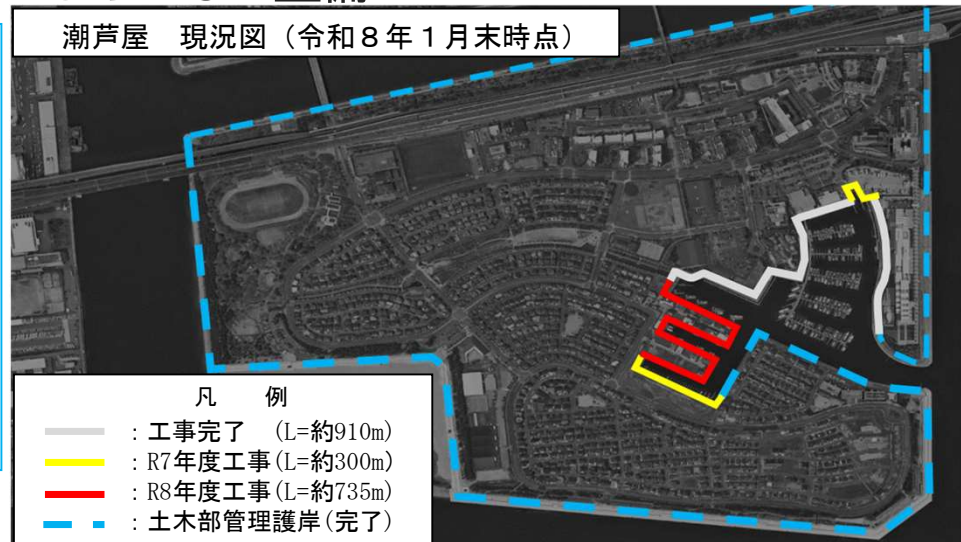 潮芦屋 現況図（令和８年１月末時点）
凡 例
：工事完了 (L=約910m)
：R7年度工事(L=約300m)
：R8年度工事(L=約735m)
：土木部管理護岸(完了)